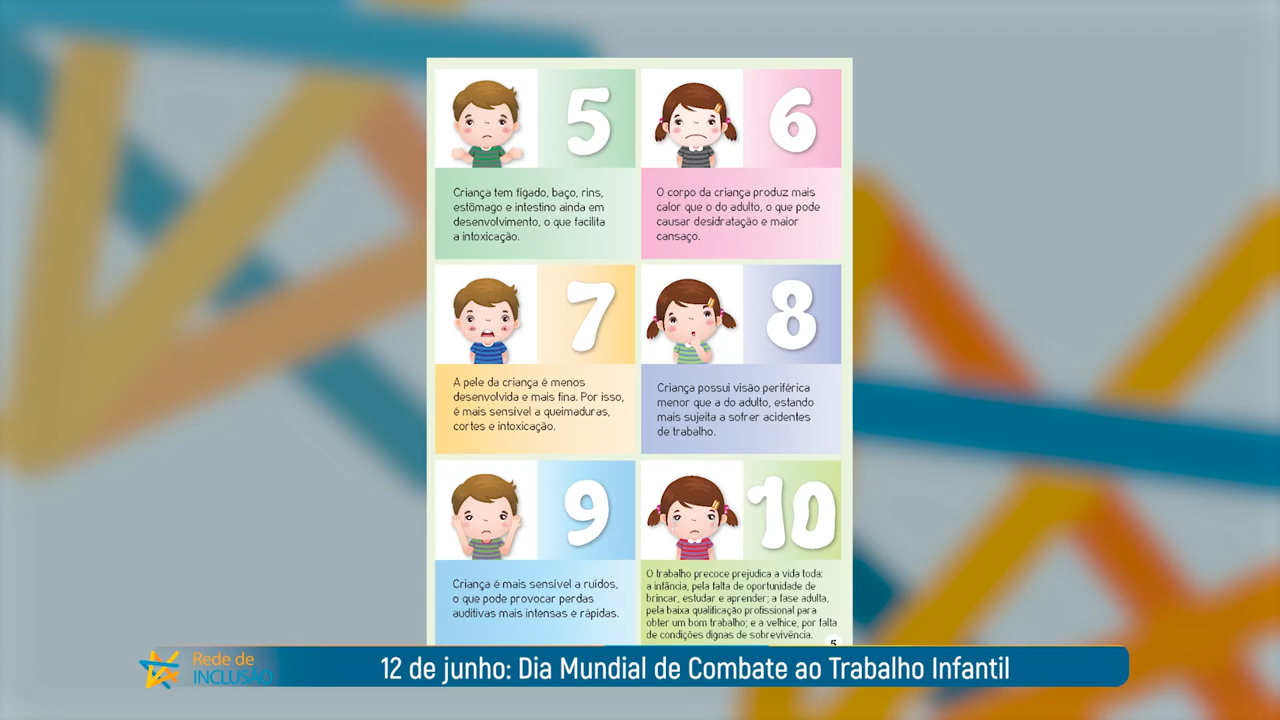 5
Criança tem fígado, baço, rins,
estômago e intestino ainda em
desenvolvimento, o que facilita
a intoxicação.
6
O corpo da criança produz mais
calor que o do adulto, o que pode
causar desidratação e maior
cansaço.
7
A pele da criança é menos
desenvolvida e mais fina. Por isso,
é mais sensível a queimaduras,
cortes e intoxicação.
8
Criança possui visão periférica
menor que a do adulto, estando
mais sujeita a sofrer acidentes
de trabalho.
9
Criança é mais sensível a ruídos,
o que pode provocar perdas
auditivas mais intensas e rápidas.
10
O trabalho precoce prejudica a vida toda:
a infância, pela falta de oportunidade de
brincar, estudar e aprender; a fase adulta,
pela baixa qualificação profissional para
obter um bom trabalho; e a velhice, por falta
de condições dignas de sobrevivência.
5
Rede de
INCLUSÃO
12 de junho: Dia Mundial de Combate ao Trabalho Infantil